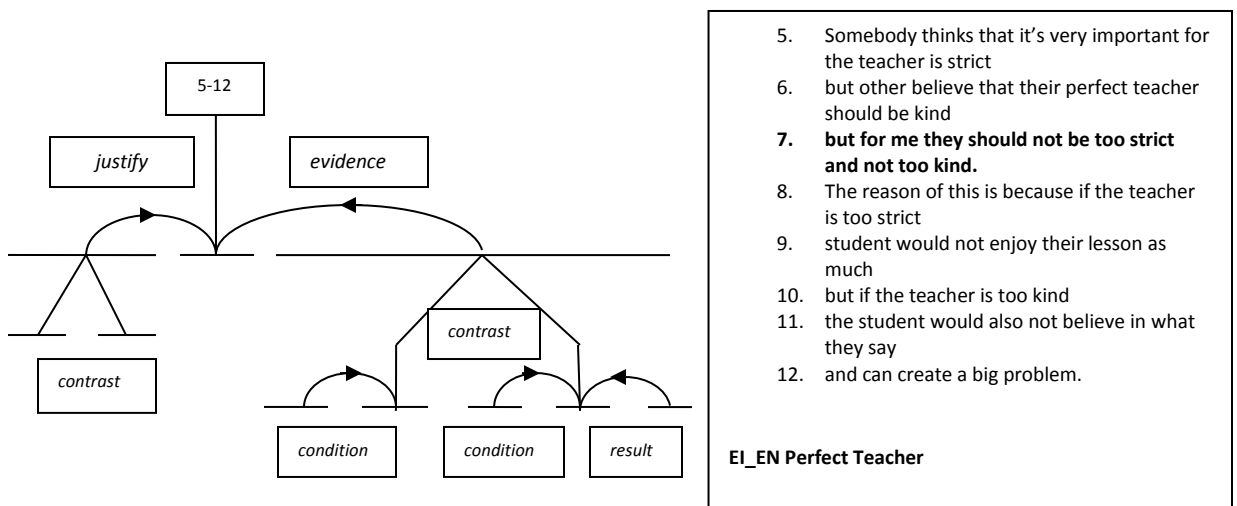 5-12
justify
evidence
contrast
contrast
condition
condition
result
5. Somebody thinks that it’s very important for
the teacher is strict
6. but other believe that their perfect teacher
should be kind
7. but for me they should not be too strict
and not too kind.
8. The reason of this is because if the teacher
is too strict
9. student would not enjoy their lesson as
much
10. but if the teacher is too kind
11. the student would also not believe in what
they say
12. and can create a big problem.
EI_EN Perfect Teacher